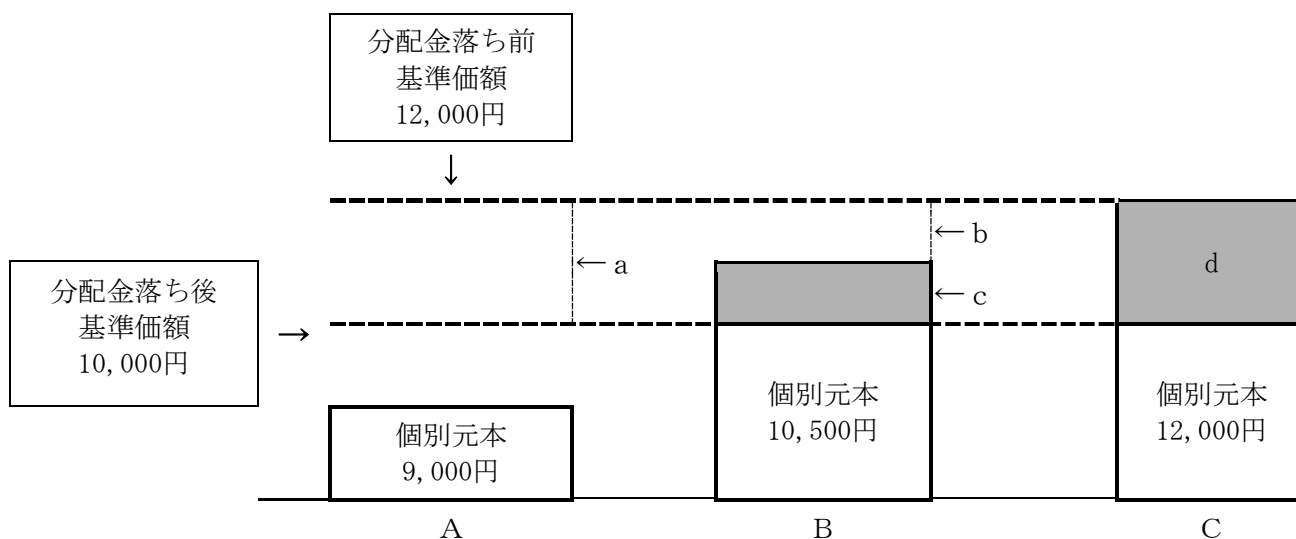 分配金落ち前
基準価額
12,000円
↓
← b
← a
d
分配金落ち後
基準価額
10,000円
→
← c
個別元本
10,500円
個別元本
12,000円
個別元本
9,000円
A
B
C